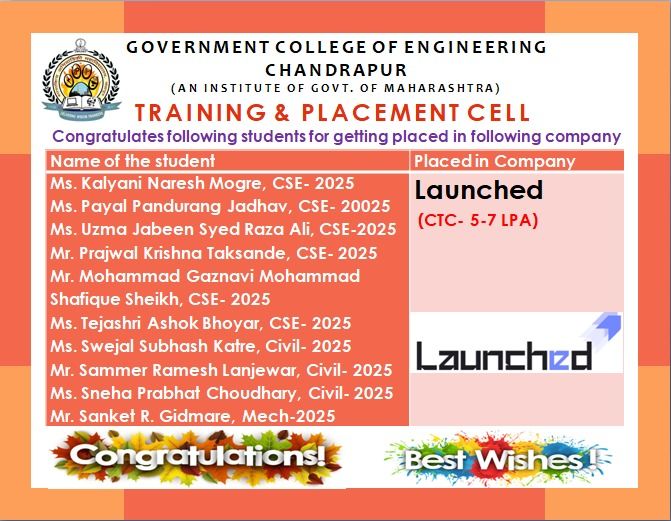 GOVERNMENT COLLEGE OF ENGINEERING
CHANDRAPUR
(AN INSTITUTE OF GOVT. OF MAHARASHTRA)
TRAINING & PLACEMENT CELL
Congratulates following students for getting placed in following company
Name of the student Placed in Company
Ms. Kalyani Naresh Mogre, CSE- 2025
Ms. Payal Pandurang Jadhav, CSE- 20025
Ms. Uzma Jabeen Syed Raza Ali, CSE-2025
Mr. Prajwal Krishna Taksande, CSE- 2025
Mr. Mohammad Gaznavi Mohammad
Shafique Sheikh, CSE- 2025
Ms. Tejashri Ashok Bhoyar, CSE- 2025
Ms. Swejal Subhash Katre, Civil- 2025
Mr. Sammer Ramesh Lanjewar, Civil- 2025
Ms. Sneha Prabhat Choudhary, Civil- 2025
Mr. Sanket R. Gidmare, Mech-2025
Launched
(CTC- 5-7 LPA)
Launched
Congratulations!
Best Wishes !